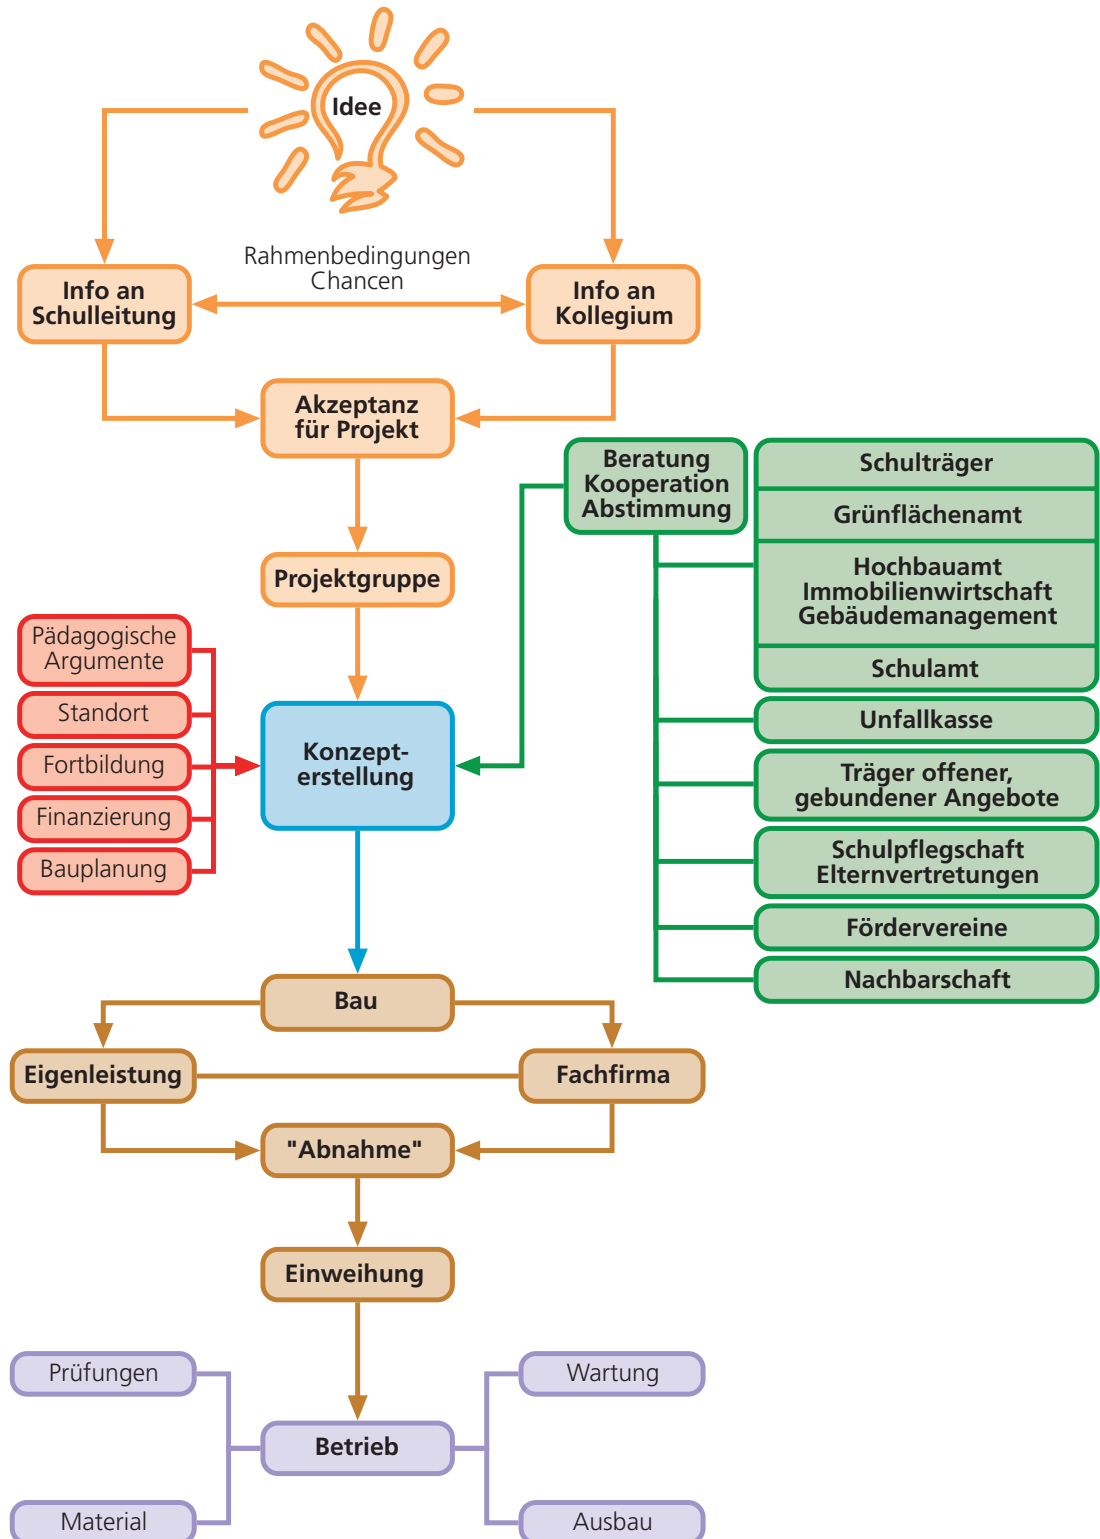 Idee
Rahmenbedingungen
Chancen
Info an
Schulleitung
Info an
Kollegium
Akzeptanz
für Projekt
Beratung
Kooperation
Abstimmung
Schulträger
Grünflächenamt
Hochbauamt
Immobilienwirtschaft
Gebäudemanagement
Schulamt
Unfallkasse
Träger offener,
gebundener Angebote
Schulpflegschaft
Elternvertretungen
Fördervereine
Nachbarschaft
Projektgruppe
Pädagogische
Argumente
Standort
Fortbildung
Finanzierung
Bauplanung
Konzept-
erstellung
Bau
Eigenleistung
Fachfirma
"Abnahme"
Einweihung
Prüfungen
Wartung
Betrieb
Material
Ausbau